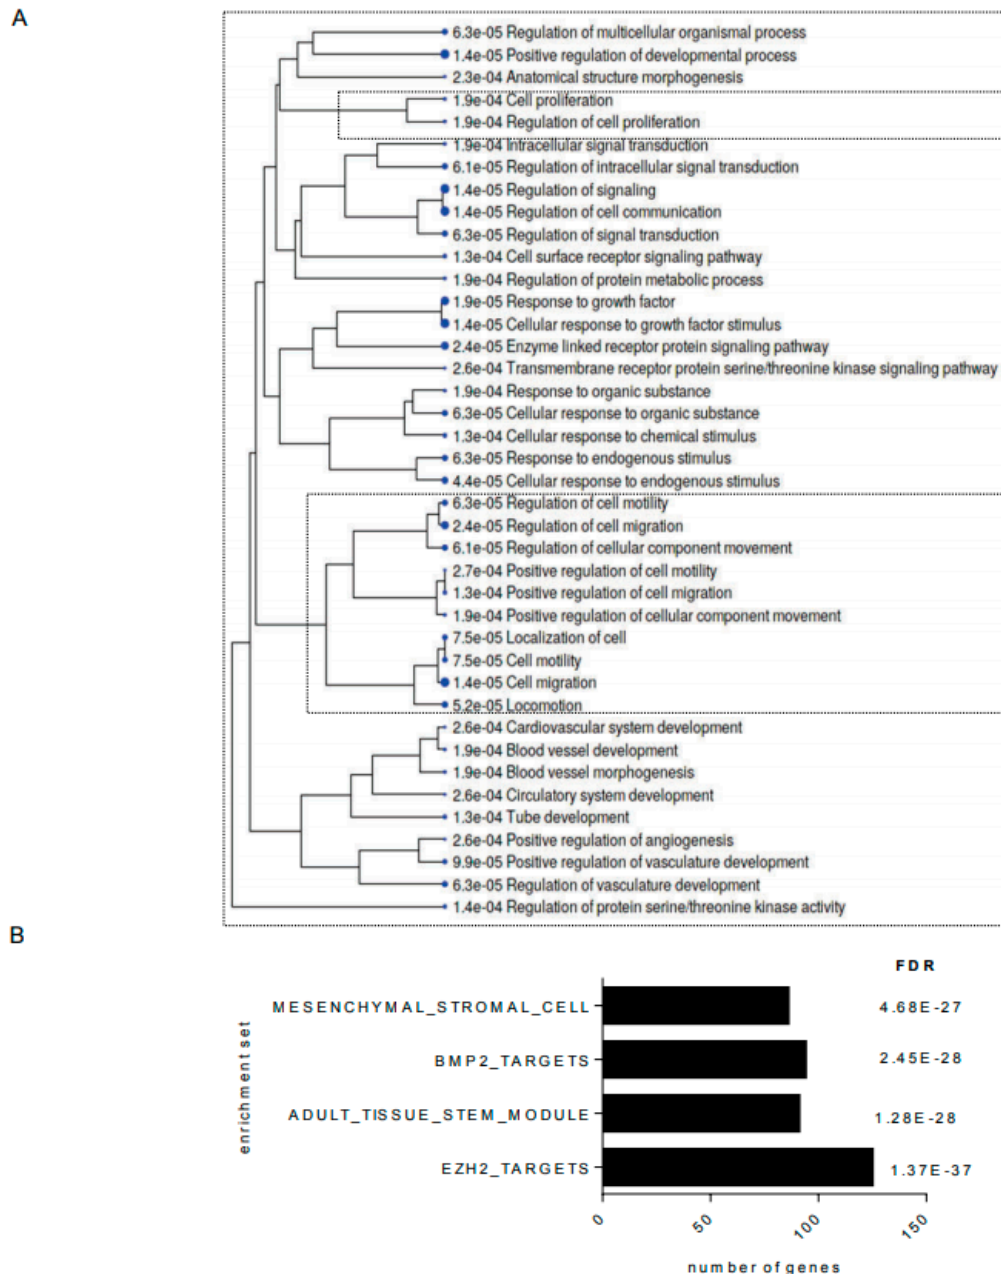 A
6.3e-05 Regulation of multicellular organismal process
1.4e-05 Positive regulation of developmental process
2.3e-04 Anatomical structure morphogenesis
1.9e-04 Cell proliferation
1.9e-04 Regulation of cell proliferation
1.9e-04 Intracellular signal transduction
6.1e-05 Regulation of intracellular signal transduction
1.4e-05 Regulation of signaling
1.4e-05 Regulation of cell communication
6.3e-05 Regulation of signal transduction
1.3e-04 Cell surface receptor signaling pathway
1.9e-04 Regulation of protein metabolic process
1.9e-05 Response to growth factor
1.4e-05 Cellular response to growth factor stimulus
2.4e-05 Enzyme linked receptor protein signaling pathway
2.6e-04 Transmembrane receptor protein serine/threonine kinase signaling pathway
1.9e-04 Response to organic substance
6.3e-05 Cellular response to organic substance
1.3e-04 Cellular response to chemical stimulus
6.3e-05 Response to endogenous stimulus
4.4e-05 Cellular response to endogenous stimulus
6.3e-05 Regulation of cell motility
2.4e-05 Regulation of cell migration
6.1e-05 Regulation of cellular component movement
2.7e-04 Positive regulation of cell motility
1.3e-04 Positive regulation of cell migration
1.9e-04 Positive regulation of cellular component movement
7.5e-05 Localization of cell
7.5e-05 Cell motility
1.4e-05 Cell migration
5.2e-05 Locomotion
2.6e-04 Cardiovascular system development
1.9e-04 Blood vessel development
1.9e-04 Blood vessel morphogenesis
2.6e-04 Circulatory system development
1.3e-04 Tube development
2.6e-04 Positive regulation of angiogenesis
9.9e-05 Positive regulation of vasculature development
6.3e-05 Regulation of vasculature development
1.4e-04 Regulation of protein serine/threonine kinase activity
B
FDR
MESENCHYMAL_STROMAL_CELL 4.68E-27
BMP2_TARGETS 2.45E-28
ADULT_TISSUE_STEM_MODULE 1.28E-28
EZH2_TARGETS 1.37E-37
enrichment set
0 50 100 150
number of genes